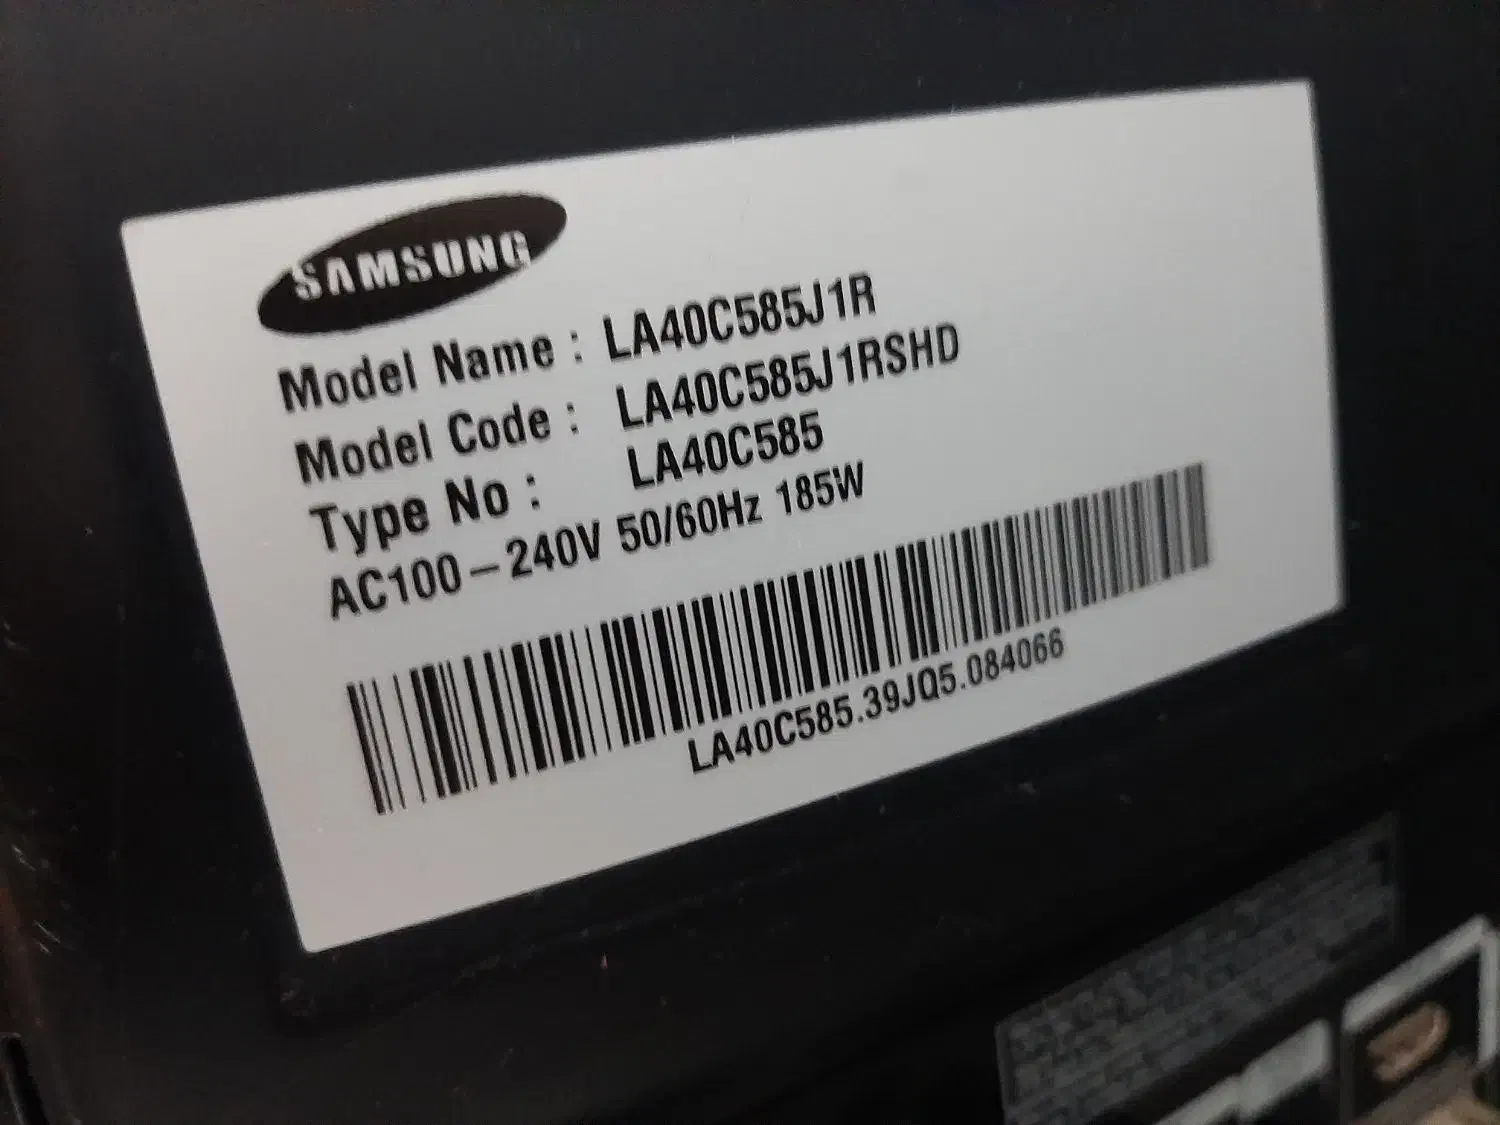 SAMSUNG
Model Name : LA40C585J1R
Model Code : LA40C585J1RSHD
Type No : LA40C585
AC100-240V 50/60Hz 185W
LA40C585.39JQ5.084066